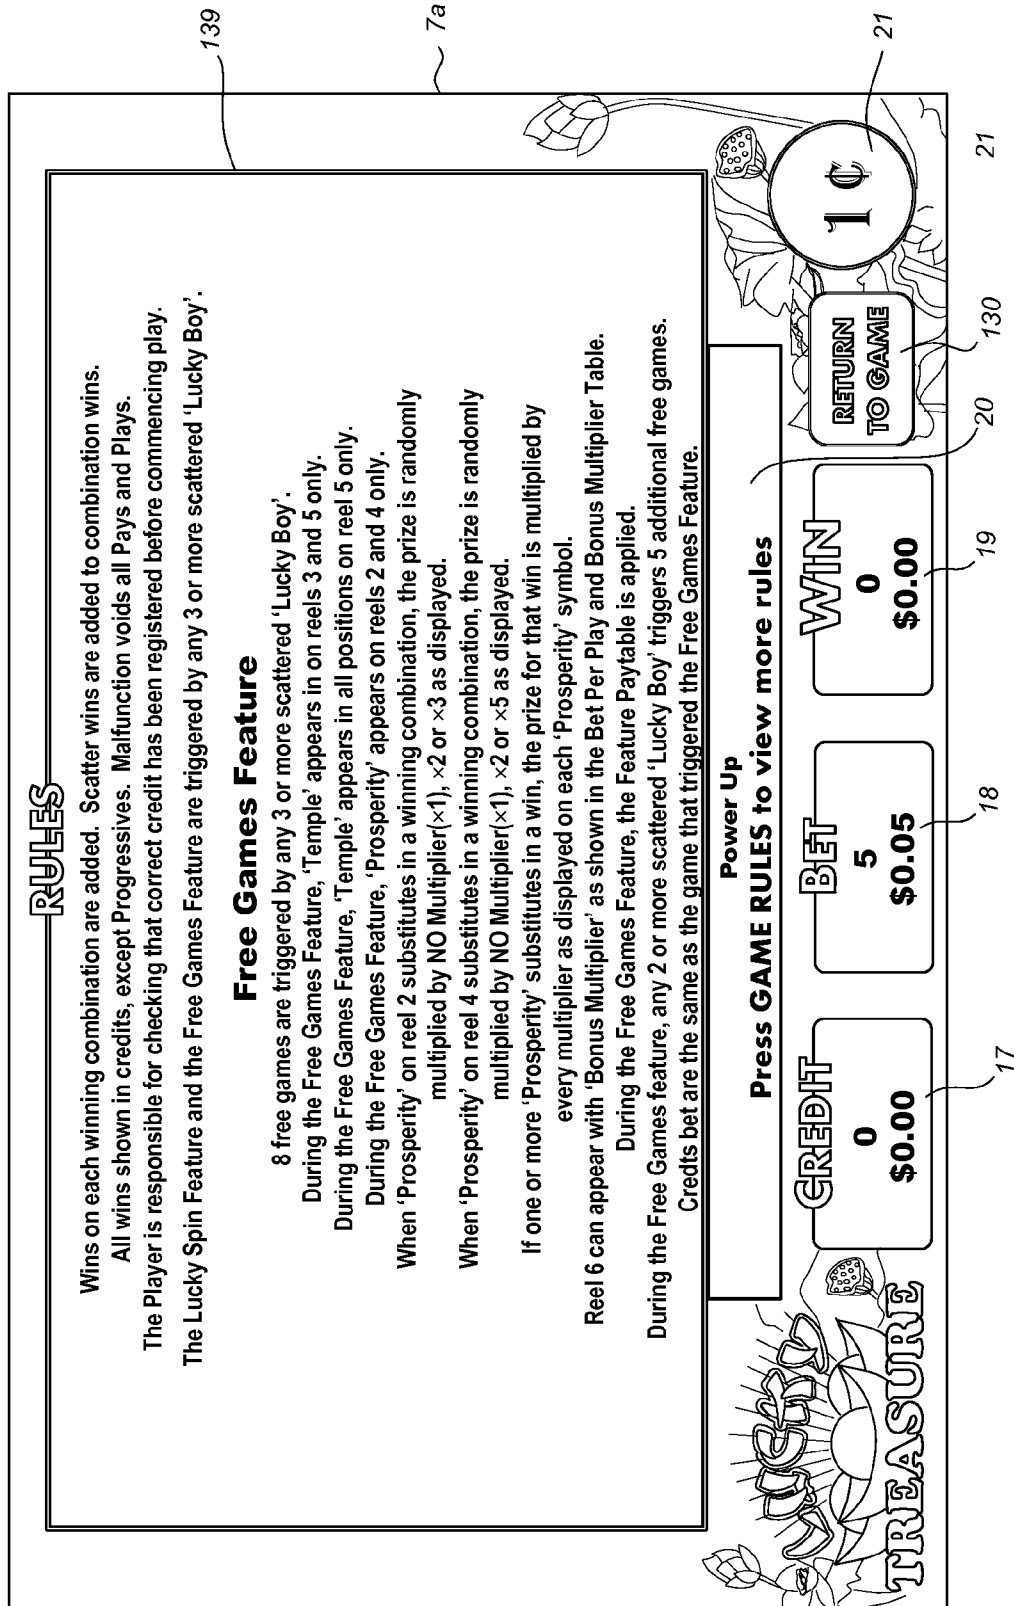 RULES
Wins on each winning combination are added. Scatter wins are added to combination wins.
All wins shown in credits, except Progressives. Malfunction voids all Pays and Plays.
The Player is responsible for checking that correct credit has been registered before commencing play.
The Lucky Spin Feature and the Free Games Feature are triggered by any 3 or more scattered ‘Lucky Boy’.
Free Games Feature
8 free games are triggered by any 3 or more scattered ‘Lucky Boy’.
During the Free Games Feature, ‘Temple’ appears in on reels 3 and 5 only.
During the Free Games Feature, ‘Temple’ appears in all positions on reel 5 only.
During the Free Games Feature, ‘Prosperity’ appears on reels 2 and 4 only.
When ‘Prosperity’ on reel 2 substitutes in a winning combination, the prize is randomly
multiplied by NO Multiplier(×1), ×2 or ×3 as displayed.
When ‘Prosperity’ on reel 4 substitutes in a winning combination, the prize is randomly
multiplied by NO Multiplier(×1), ×2 or ×5 as displayed.
If one or more ‘Prosperity’ substitutes in a win, the prize for that win is multiplied by
every multiplier as displayed on each ‘Prosperity’ symbol.
Reel 6 can appear with ‘Bonus Multiplier’ as shown in the Bet Per Play and Bonus Multiplier Table.
During the Free Games Feature, the Feature Paytable is applied.
During the Free Games feature, any 2 or more scattered ‘Lucky Boy’ triggers 5 additional free games.
Credts bet are the same as the game that triggered the Free Games Feature.
Power Up
Press GAME RULES to view more rules
LUCKY
TREASURE
CREDIT
0
$0.00
BET
5
$0.05
WIN
0
$0.00
RETURN
TO GAME
1 ¢
139
7a
21
21
130
20
19
18
17